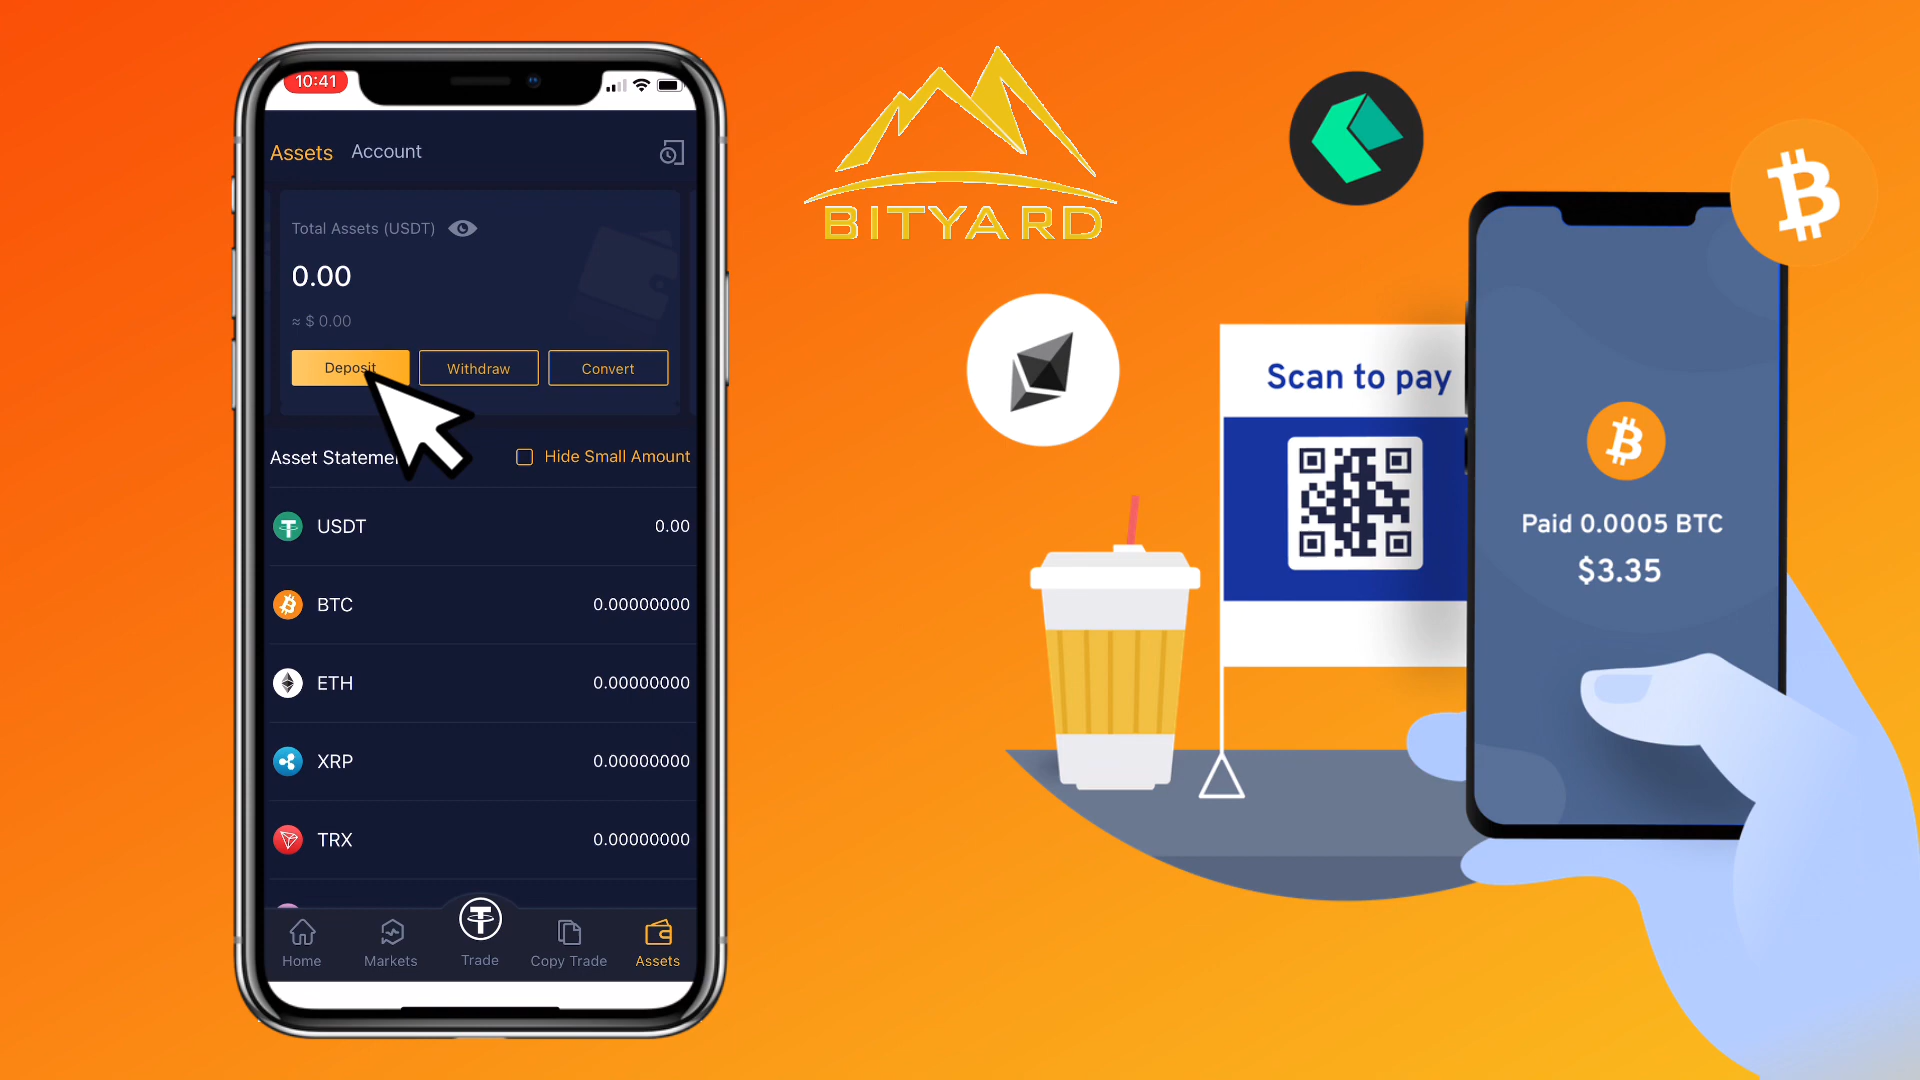 10:41
Assets Account
Total Assets (USDT)
0.00
≈ $ 0.00
Deposit Withdraw Convert
Hide Small Amount
Asset
USDT 0.00
BTC 0.00000000
ETH 0.00000000
XRP 0.00000000
TRX 0.00000000
Home Markets Trade Copy Trade Assets
BITYARD
Scan to pay
Paid 0.0005 BTC
$3.35